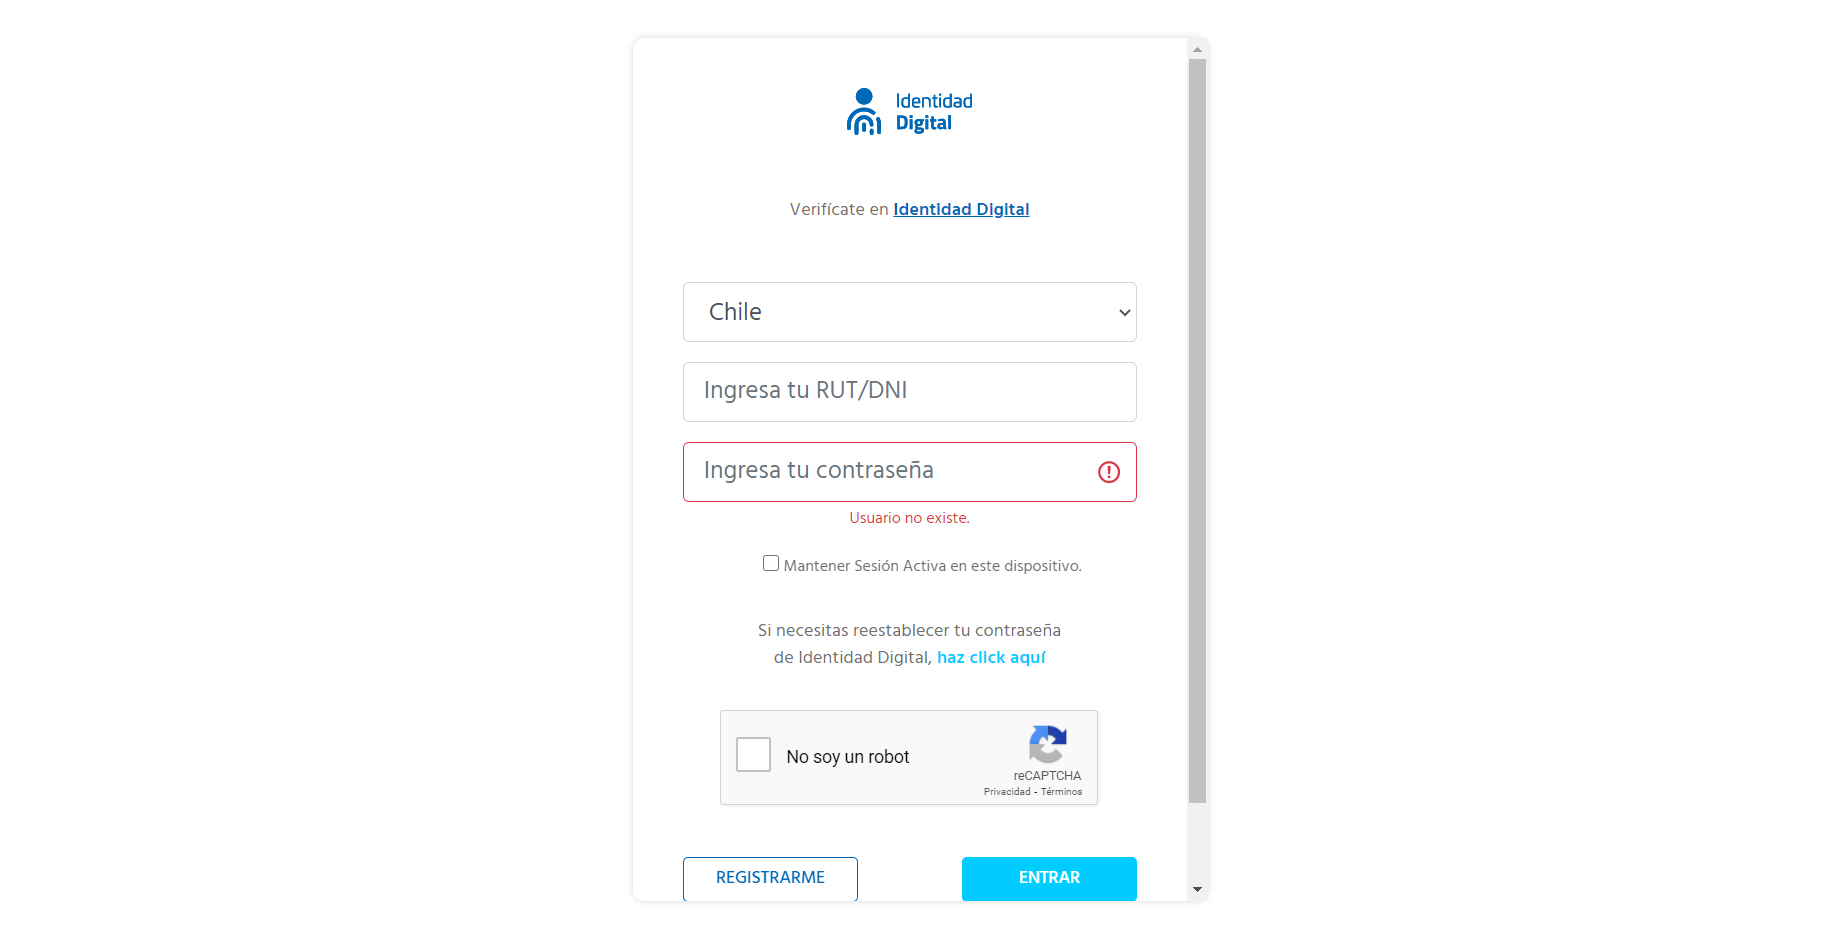 Identidad
Digital
Verifícate en Identidad Digital
Chile
Ingresa tu RUT/DNI
Ingresa tu contraseña
Usuario no existe.
Mantener Sesión Activa en este dispositivo.
Si necesitas reestablecer tu contraseña
de Identidad Digital, haz click aquí
No soy un robot
reCAPTCHA
Privacidad - Términos
REGISTRARME
ENTRAR